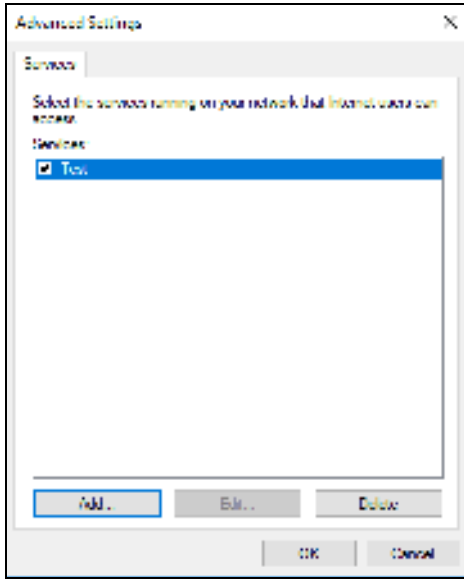 Advanced Settings
Services
Select the services running on your network that Internet users can
access.
Services:
Test
Add...
Edit...
Delete
OK
Cancel